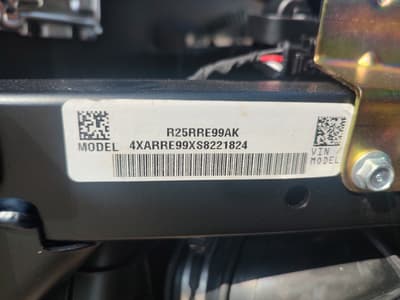 R25RRE99AK
MODEL 4XARRE99XS8221824
VIN /
MODEL